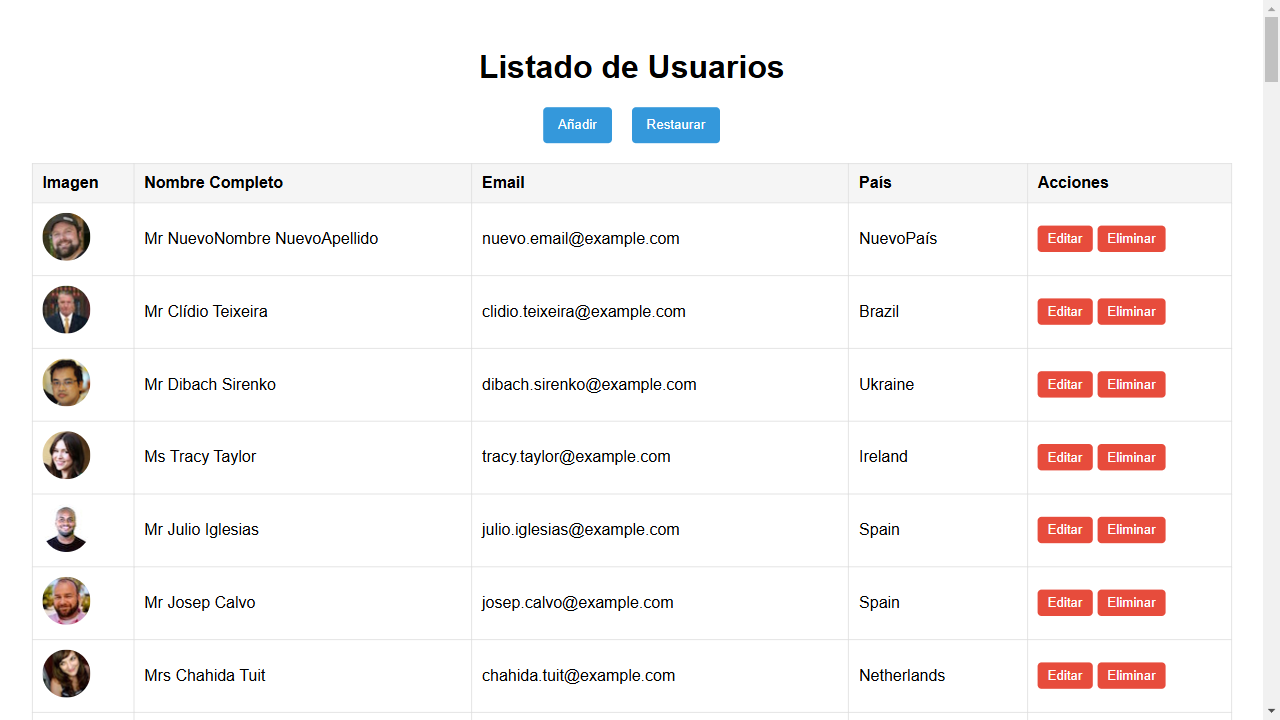 Listado de Usuarios
Añadir Restaurar
Imagen Nombre Completo Email País Acciones
Mr NuevoNombre NuevoApellido nuevo.email@example.com NuevoPaís Editar Eliminar
Mr Clídio Teixeira clidio.teixeira@example.com Brazil Editar Eliminar
Mr Dibach Sirenko dibach.sirenko@example.com Ukraine Editar Eliminar
Ms Tracy Taylor tracy.taylor@example.com Ireland Editar Eliminar
Mr Julio Iglesias julio.iglesias@example.com Spain Editar Eliminar
Mr Josep Calvo josep.calvo@example.com Spain Editar Eliminar
Mrs Chahida Tuit chahida.tuit@example.com Netherlands Editar Eliminar